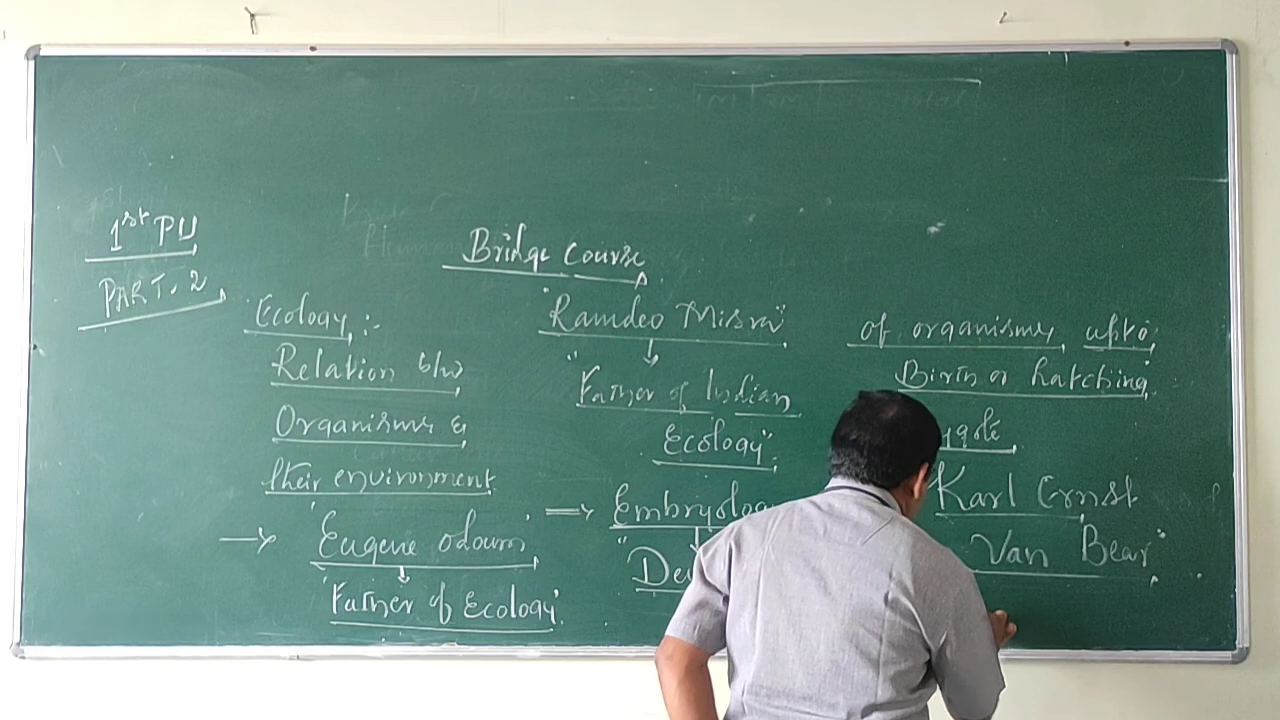 1st PU
PART. 2
Bridge Course
Ecology :-
Relation b/w
Organisms &
their environment
"Eugene Odum"
"Father of Ecology"
"Ramdeo Misra"
"Father of Indian
Ecology"
of organisms upto
Birth or hatching
Karl Ernst
Van Bear"